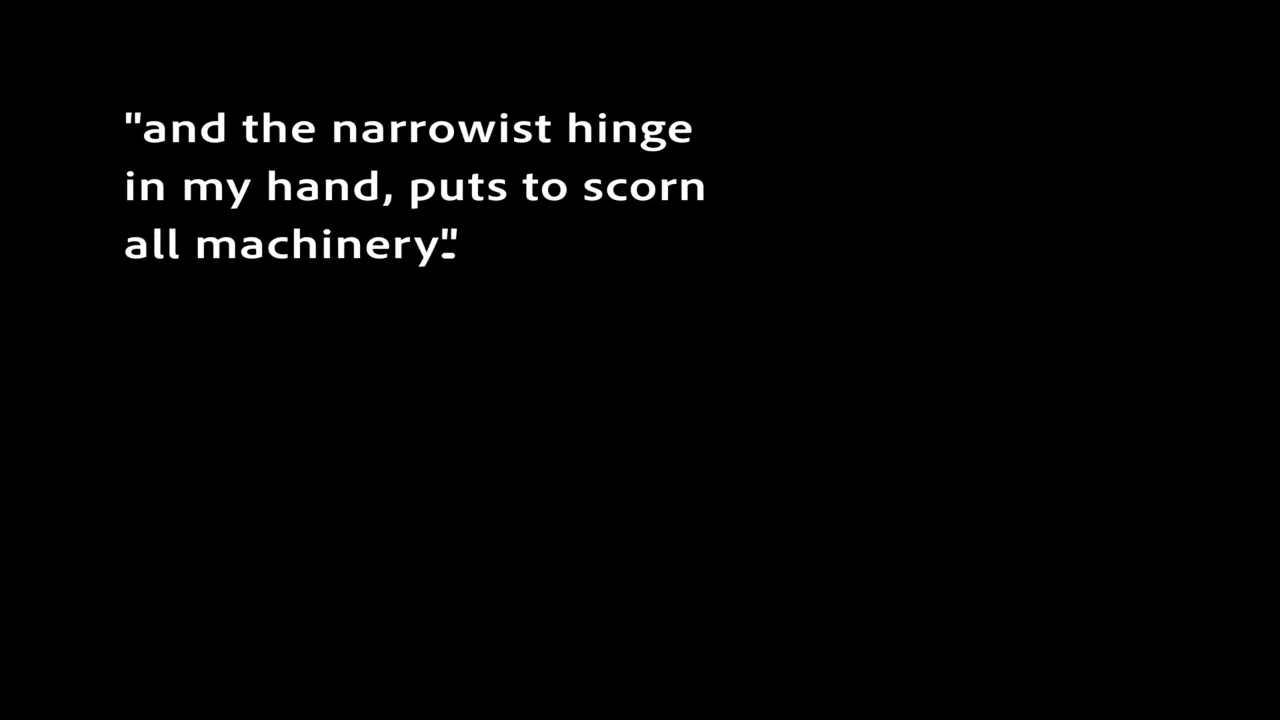 "and the narrowist hinge
in my hand, puts to scorn
all machinery."